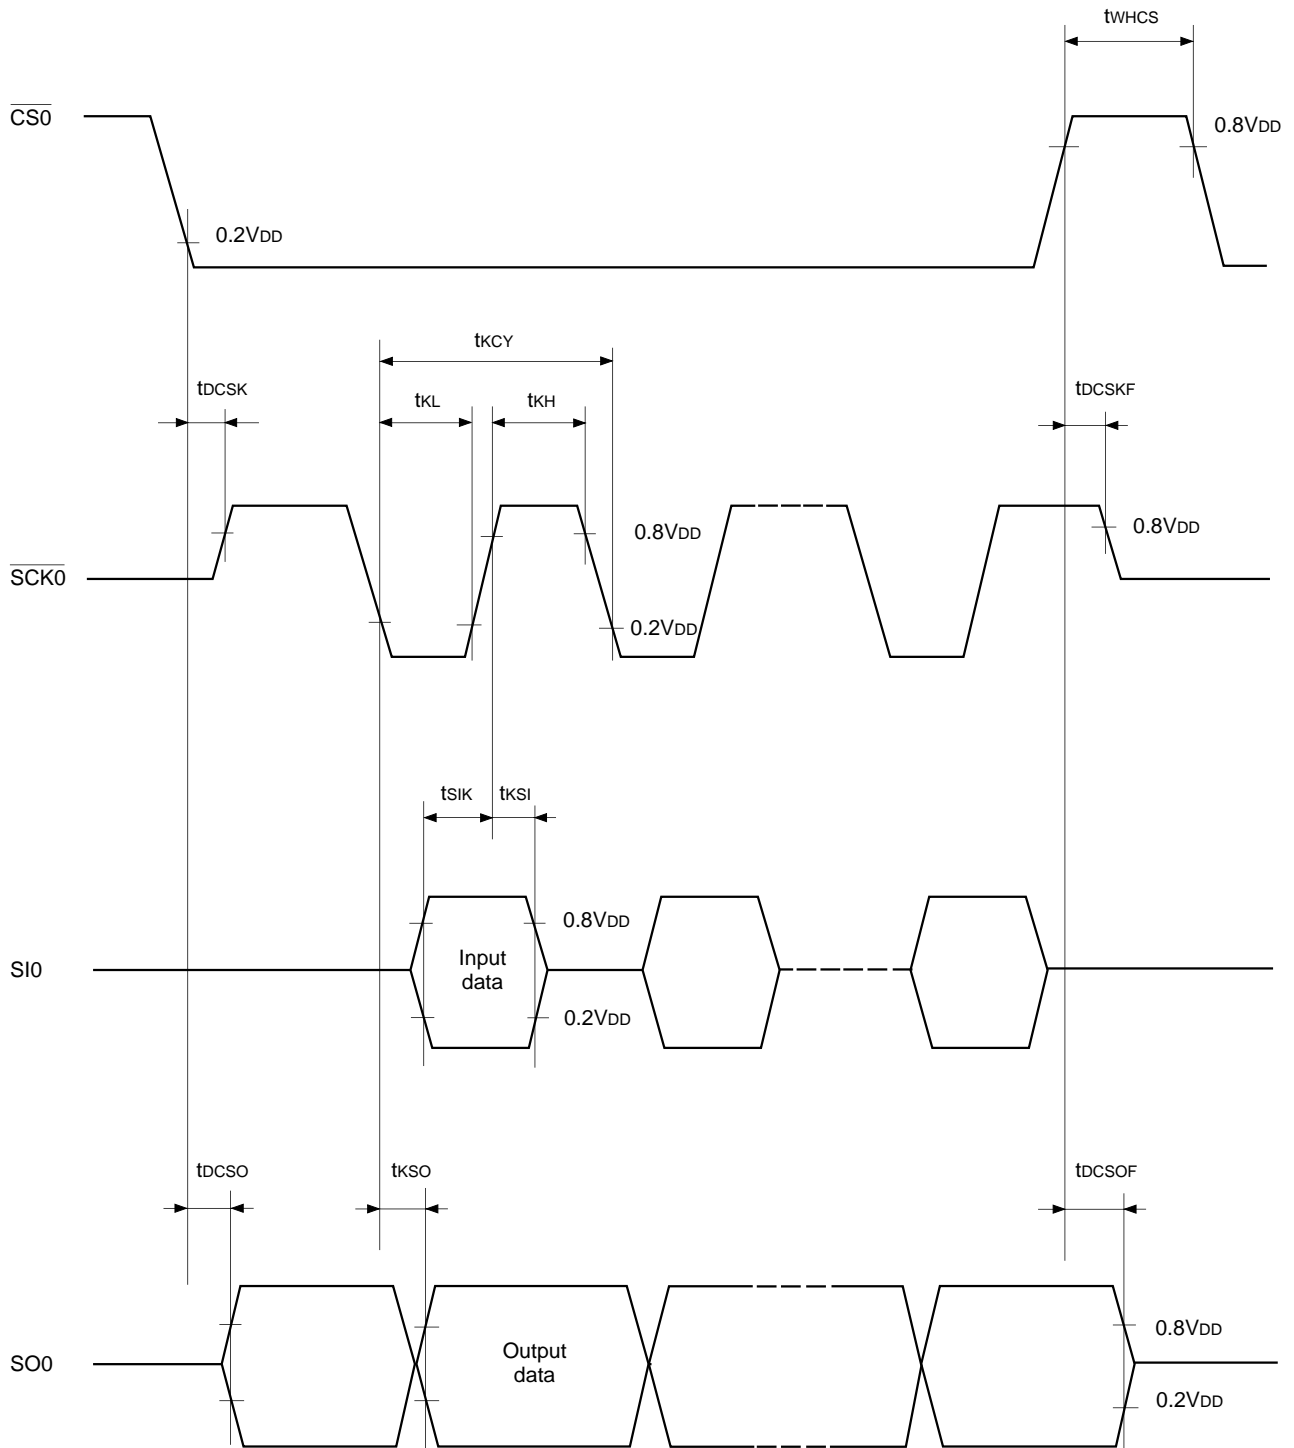 tWHCS
CS0
0.8VDD
0.2VDD
tKCY
tDCSK
tKL
tKH
tDCSKF
0.8VDD
0.8VDD
SCK0
0.2VDD
tSIK
tKSI
0.8VDD
SI0
Input
data
0.2VDD
tDCSO
tKSO
tDCSOF
0.8VDD
SO0
Output
data
0.2VDD